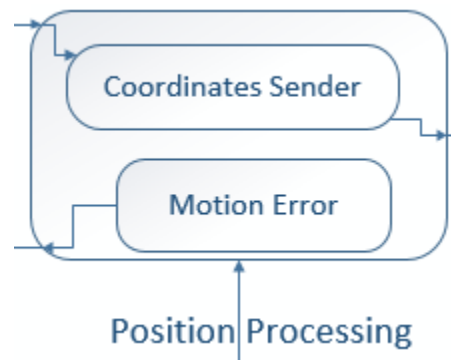 Coordinates Sender
Motion Error
Position Processing